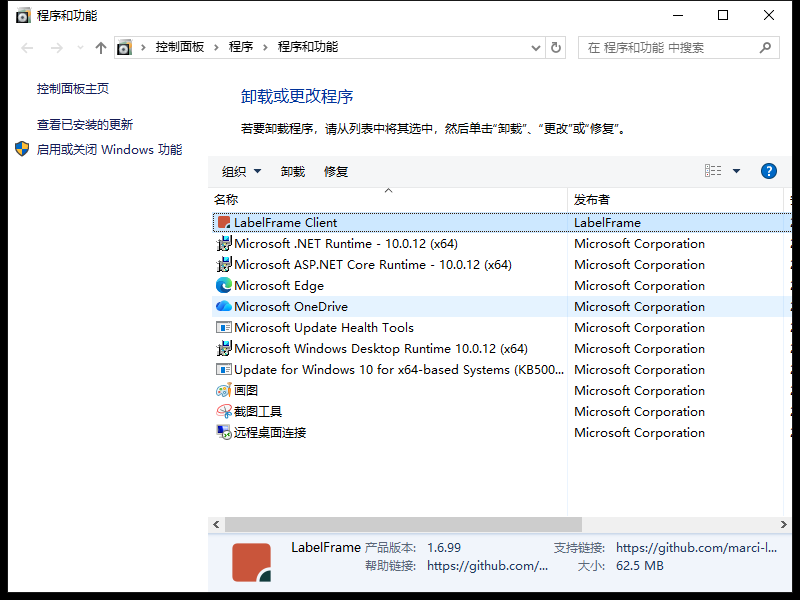 程序和功能
控制面板 › 程序 › 程序和功能
在 程序和功能 中搜索
控制面板主页
查看已安装的更新
启用或关闭 Windows 功能
卸载或更改程序
若要卸载程序，请从列表中将其选中，然后单击“卸载”、“更改”或“修复”。
组织 卸载 修复
名称 发布者
LabelFrame Client LabelFrame
Microsoft .NET Runtime - 10.0.12 (x64) Microsoft Corporation
Microsoft ASP.NET Core Runtime - 10.0.12 (x64) Microsoft Corporation
Microsoft Edge Microsoft Corporation
Microsoft OneDrive Microsoft Corporation
Microsoft Update Health Tools Microsoft Corporation
Microsoft Windows Desktop Runtime 10.0.12 (x64) Microsoft Corporation
Update for Windows 10 for x64-based Systems (KB500... Microsoft Corporation
画图 Microsoft Corporation
截图工具 Microsoft Corporation
远程桌面连接 Microsoft Corporation
LabelFrame 产品版本: 1.6.99 支持链接: https://github.com/marci-l...
帮助链接: https://github.com/... 大小: 62.5 MB